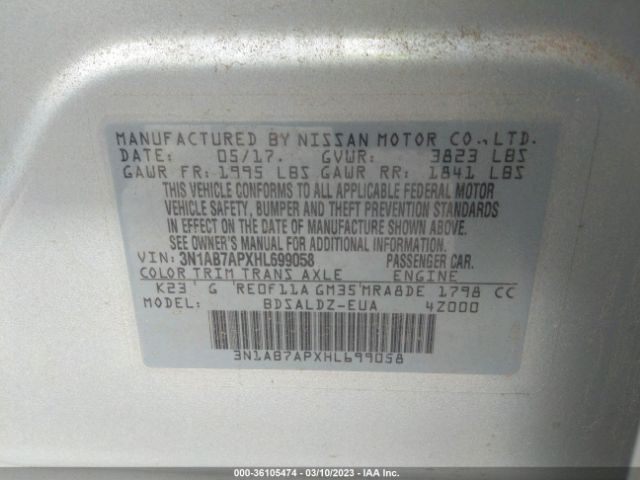 MANUFACTURED BY NISSAN MOTOR CO., LTD.
DATE: 05/17. GVWR: 3823 LBS
GAWR FR: 1995 LBS GAWR RR: 1841 LBS
THIS VEHICLE CONFORMS TO ALL APPLICABLE FEDERAL MOTOR
VEHICLE SAFETY, BUMPER AND THEFT PREVENTION STANDARDS
IN EFFECT ON THE DATE OF MANUFACTURE SHOWN ABOVE.
SEE OWNER'S MANUAL FOR ADDITIONAL INFORMATION.
VIN: 3N1AB7APXHL699058 PASSENGER CAR.
COLOR TRIM TRANS AXLE ENGINE
K23 G RE0F11A GM35 MRA8DE 1798 CC
MODEL: BDSALDZ-EUA 4Z000
3N1AB7APXHL699058
000-36105474 — 03/10/2023 — IAA Inc.